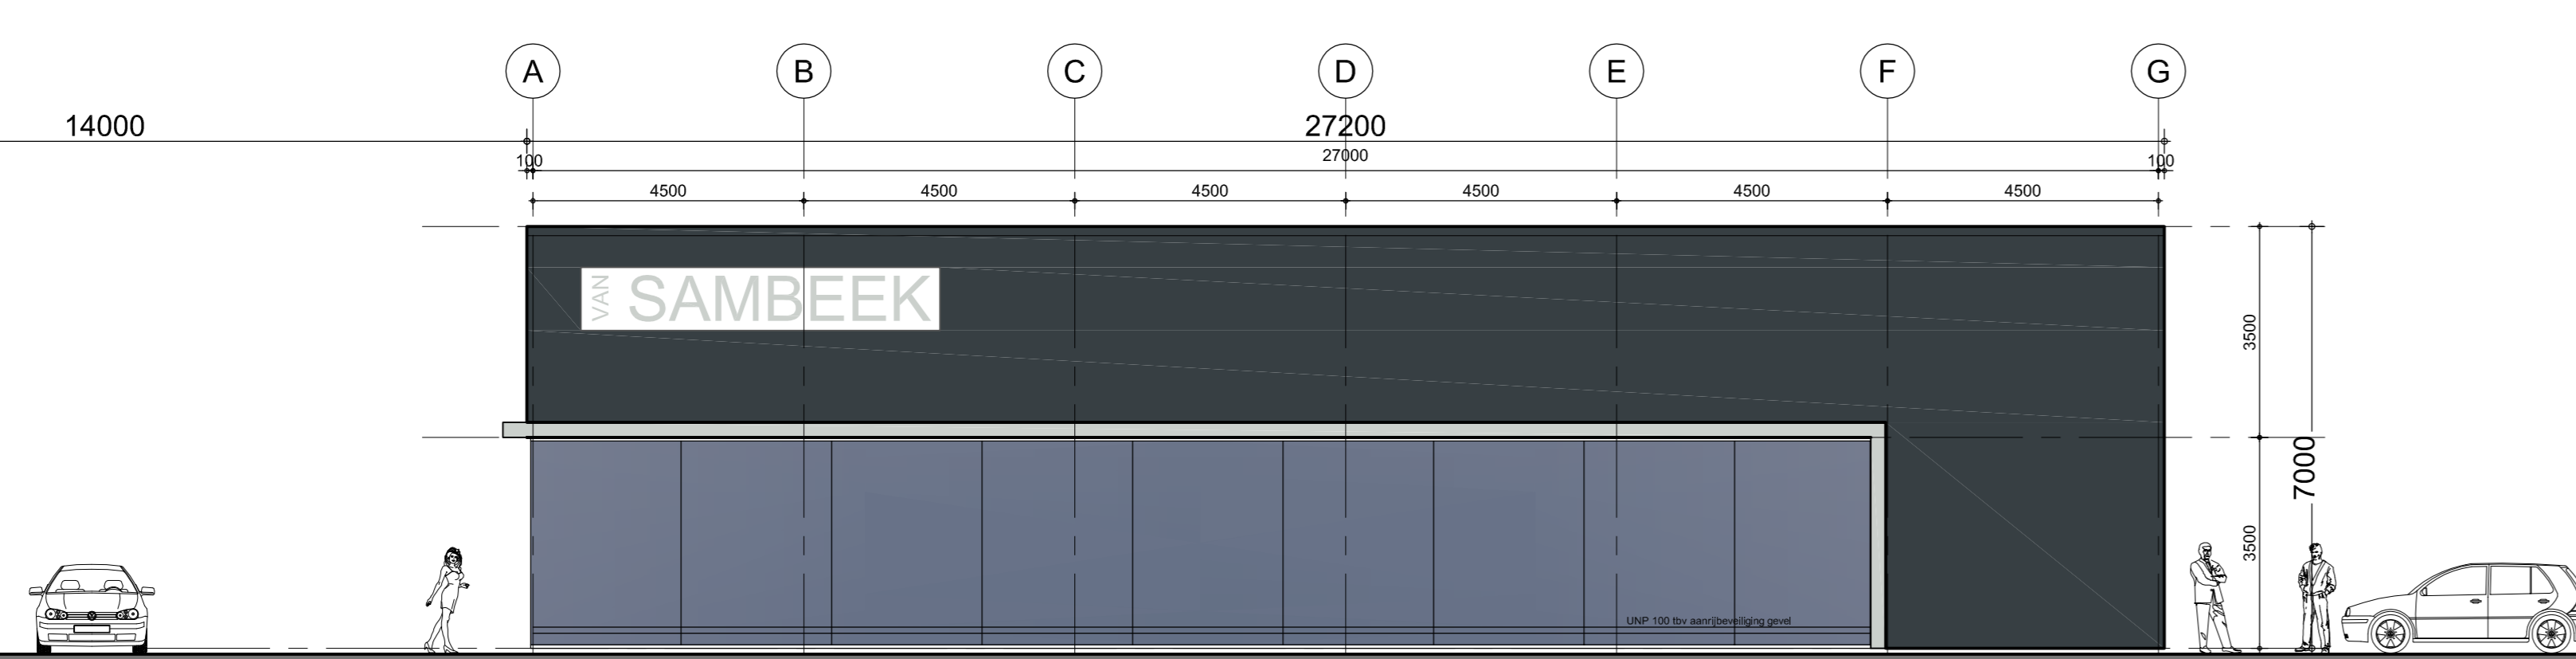 A B C D E F G
14000 27200
100 27000 100
4500 4500 4500 4500 4500 4500
VAN SAMBEEK
3500
7000
3500
UNP 100 tbv aanrijbeveiliging gevel